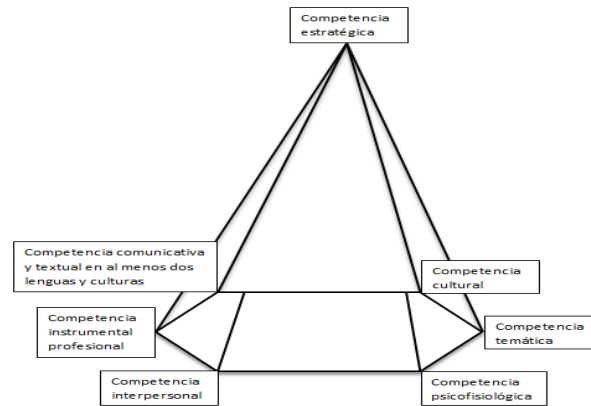 Competencia
estratégica
Competencia comunicativa
y textual en al menos dos
lenguas y culturas
Competencia
cultural
Competencia
instrumental
profesional
Competencia
temática
Competencia
interpersonal
Competencia
psicofisiológica